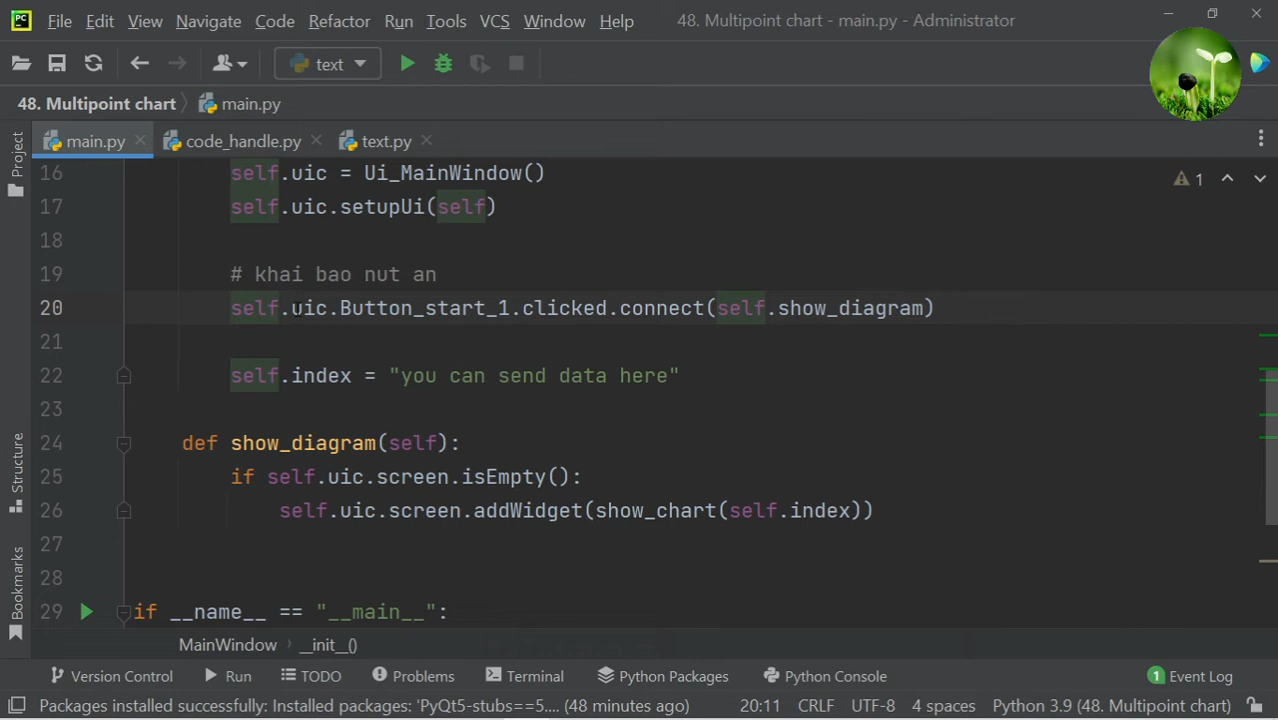 PC File Edit View Navigate Code Refactor Run Tools VCS Window Help 48. Multipoint chart - main.py - Administrator
text
48. Multipoint chart main.py
main.py code_handle.py text.py
Project
Structure
Bookmarks
16 self.uic = Ui_MainWindow()
1
17 self.uic.setupUi(self)
18
19 # khai bao nut an
20 self.uic.Button_start_1.clicked.connect(self.show_diagram)
21
22 self.index = "you can send data here"
23
24 def show_diagram(self):
25 if self.uic.screen.isEmpty():
26 self.uic.screen.addWidget(show_chart(self.index))
27
28
29 if __name__ == "__main__":
MainWindow __init__()
Version Control Run TODO Problems Terminal Python Packages Python Console 1 Event Log
Packages installed successfully: Installed packages: 'PyQt5-stubs==5.... (48 minutes ago) 20:11 CRLF UTF-8 4 spaces Python 3.9 (48. Multipoint chart)